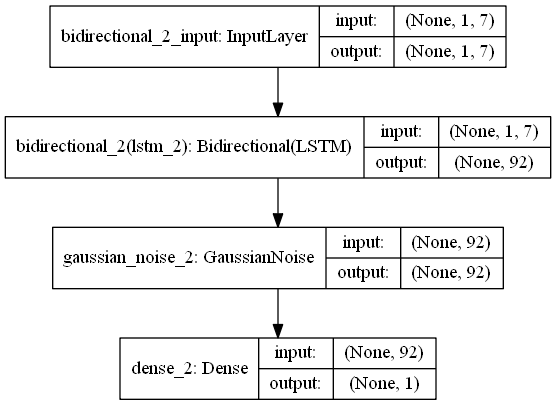 bidirectional_2_input: InputLayer
input: (None, 1, 7)
output: (None, 1, 7)
bidirectional_2(lstm_2): Bidirectional(LSTM)
input: (None, 1, 7)
output: (None, 92)
gaussian_noise_2: GaussianNoise
input: (None, 92)
output: (None, 92)
dense_2: Dense
input: (None, 92)
output: (None, 1)